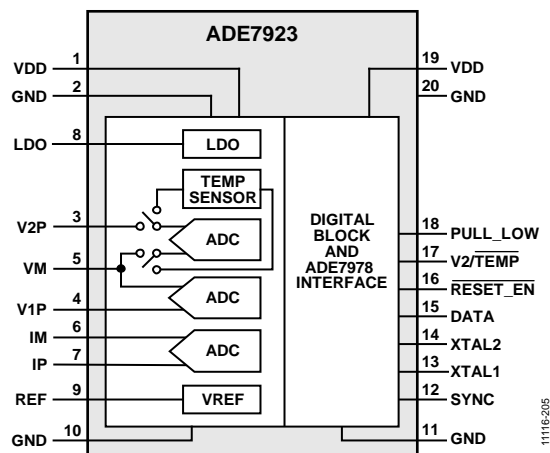 ADE7923
VDD 1
GND 2
LDO 8
V2P 3
VM 5
V1P 4
IM 6
IP 7
REF 9
GND 10
LDO
TEMP
SENSOR
ADC
ADC
ADC
VREF
DIGITAL
BLOCK
AND
ADE7978
INTERFACE
19 VDD
20 GND
18 PULL_LOW
17 V2/TEMP
16 RESET_EN
15 DATA
14 XTAL2
13 XTAL1
12 SYNC
11 GND
11116-205